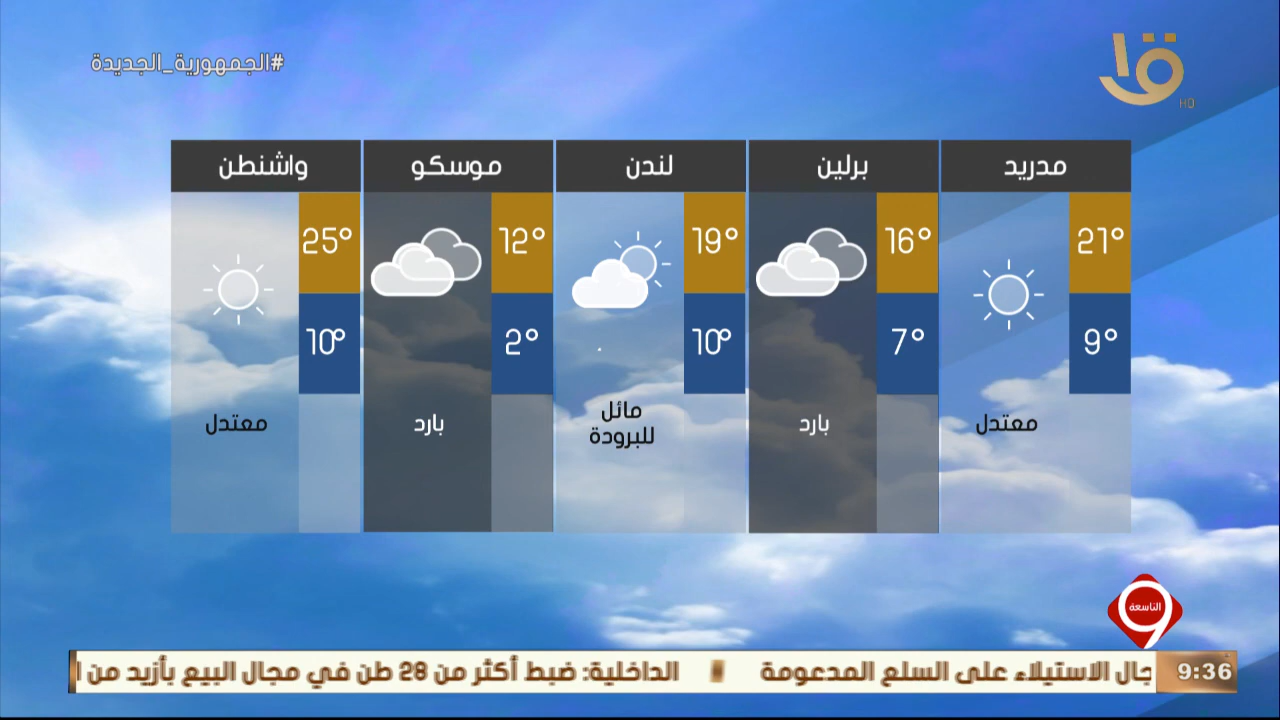 #الجمهورية_الجديدة
HD
مدريد
21°
9°
معتدل
برلين
16°
7°
بارد
لندن
19°
10°
مائل
للبرودة
موسكو
12°
2°
بارد
واشنطن
25°
10°
معتدل
التاسعة
9
9:36
جال الاستيلاء على السلع المدعومة
الداخلية: ضبط أكثر من 28 طن في مجال البيع بأزيد من ا